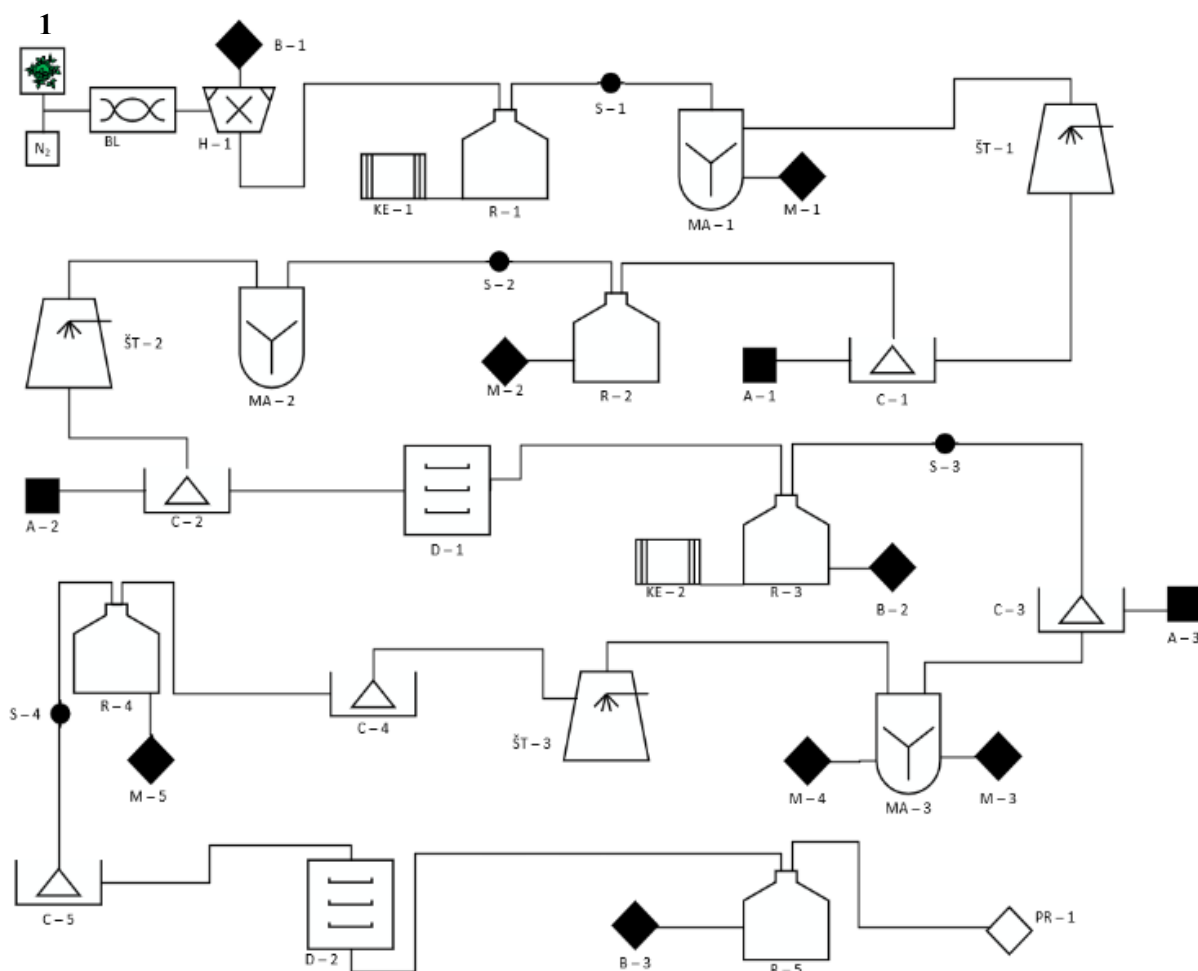 1
B – 1
N₂
BL
H – 1
KE – 1
R – 1
S – 1
MA – 1
M – 1
ŠT – 1
ŠT – 2
MA – 2
S – 2
M – 2
R – 2
A – 1
C – 1
A – 2
C – 2
D – 1
KE – 2
R – 3
S – 3
B – 2
C – 3
A – 3
S – 4
R – 4
M – 5
C – 4
ŠT – 3
M – 4
MA – 3
M – 3
C – 5
D – 2
B – 3
R – 5
PR – 1